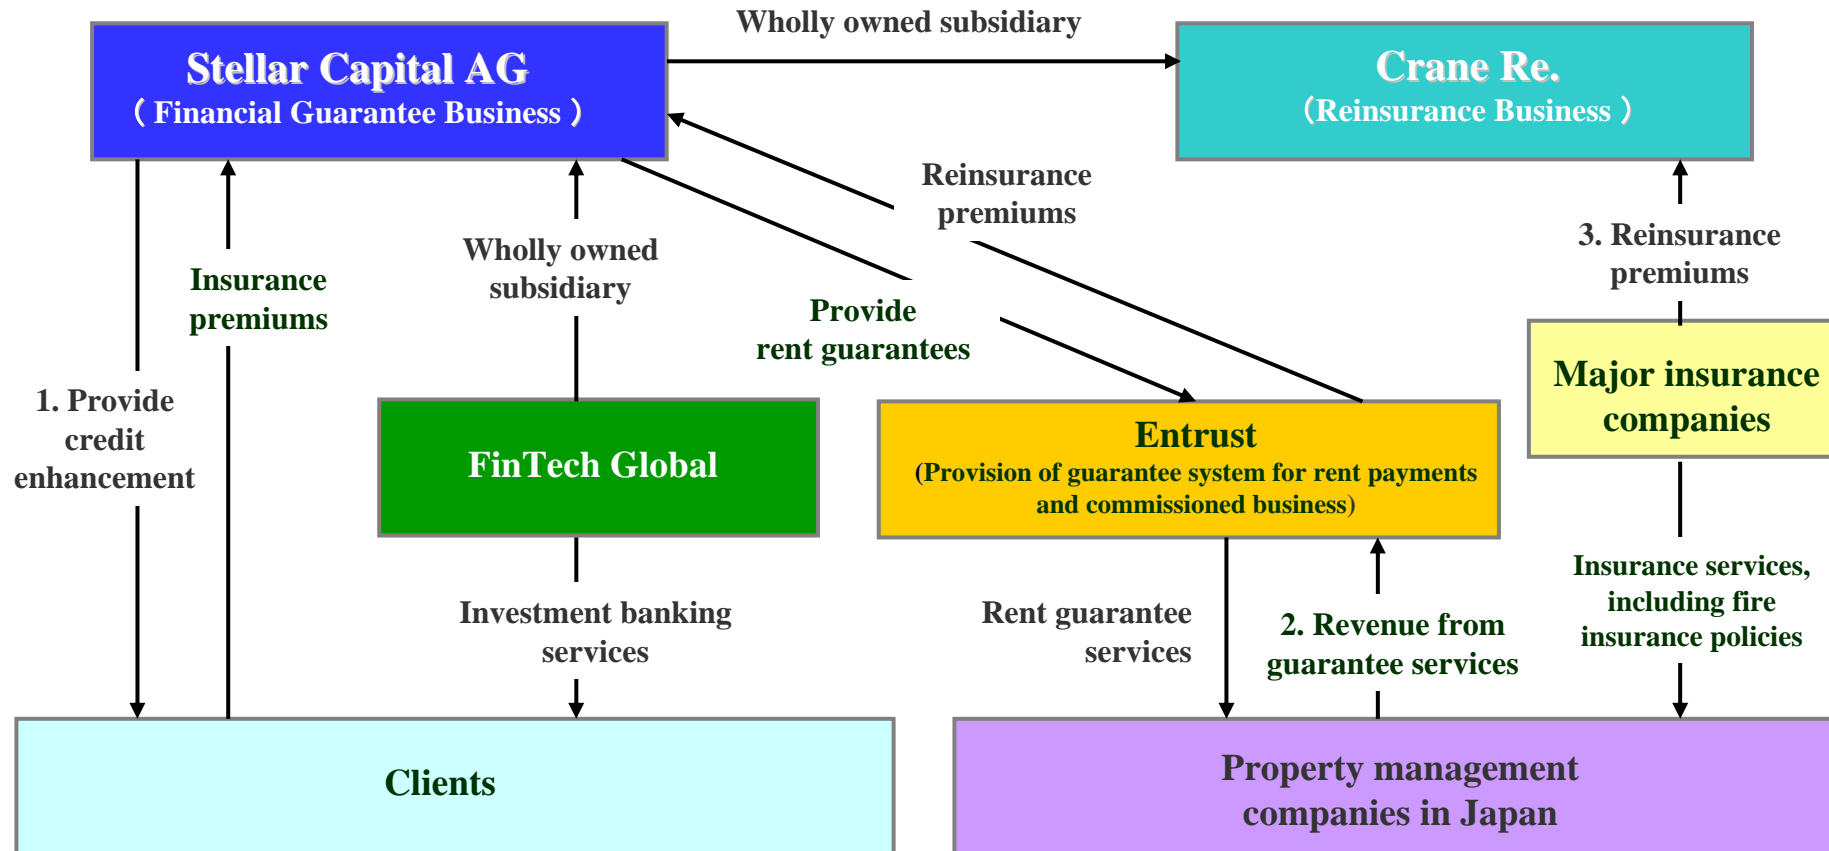 Wholly owned subsidiary
Stellar Capital AG
( Financial Guarantee Business )
Crane Re.
(Reinsurance Business )
Reinsurance
premiums
Wholly owned
subsidiary
3. Reinsurance
premiums
Insurance
premiums
Provide
rent guarantees
1. Provide
credit
enhancement
Major insurance
companies
FinTech Global
Entrust
(Provision of guarantee system for rent payments
and commissioned business)
Investment banking
services
Rent guarantee
services
2. Revenue from
guarantee services
Insurance services,
including fire
insurance policies
Clients
Property management
companies in Japan